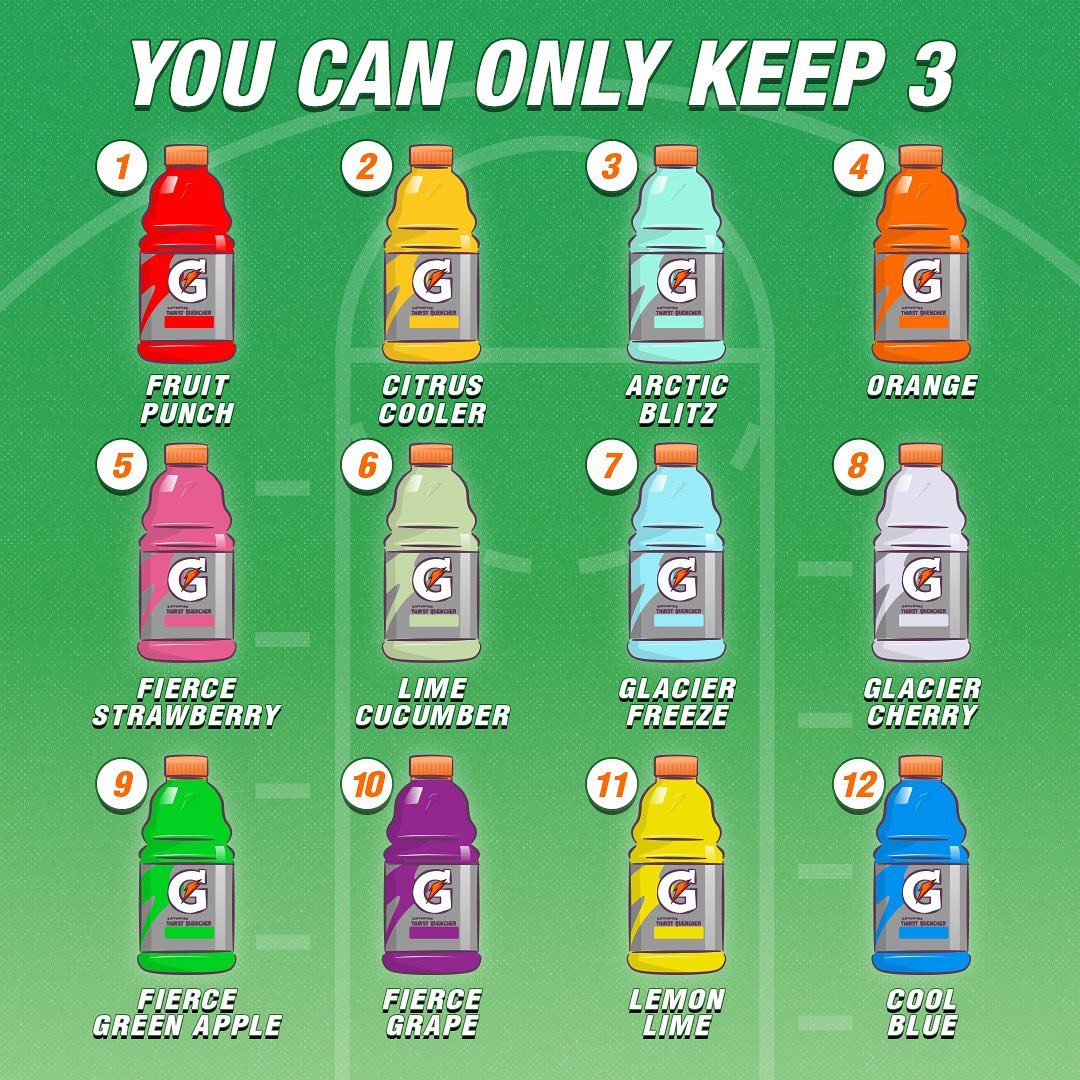 YOU CAN ONLY KEEP 3
1
2
3
4
G
GATORADE
THIRST QUENCHER
G
GATORADE
THIRST QUENCHER
G
GATORADE
THIRST QUENCHER
G
GATORADE
THIRST QUENCHER
FRUIT
PUNCH
CITRUS
COOLER
ARCTIC
BLITZ
ORANGE
5
6
7
8
G
GATORADE
THIRST QUENCHER
G
GATORADE
THIRST QUENCHER
G
GATORADE
THIRST QUENCHER
G
GATORADE
THIRST QUENCHER
FIERCE
STRAWBERRY
LIME
CUCUMBER
GLACIER
FREEZE
GLACIER
CHERRY
9
10
11
12
G
GATORADE
THIRST QUENCHER
G
GATORADE
THIRST QUENCHER
G
GATORADE
THIRST QUENCHER
G
GATORADE
THIRST QUENCHER
FIERCE
GREEN APPLE
FIERCE
GRAPE
LEMON
LIME
COOL
BLUE